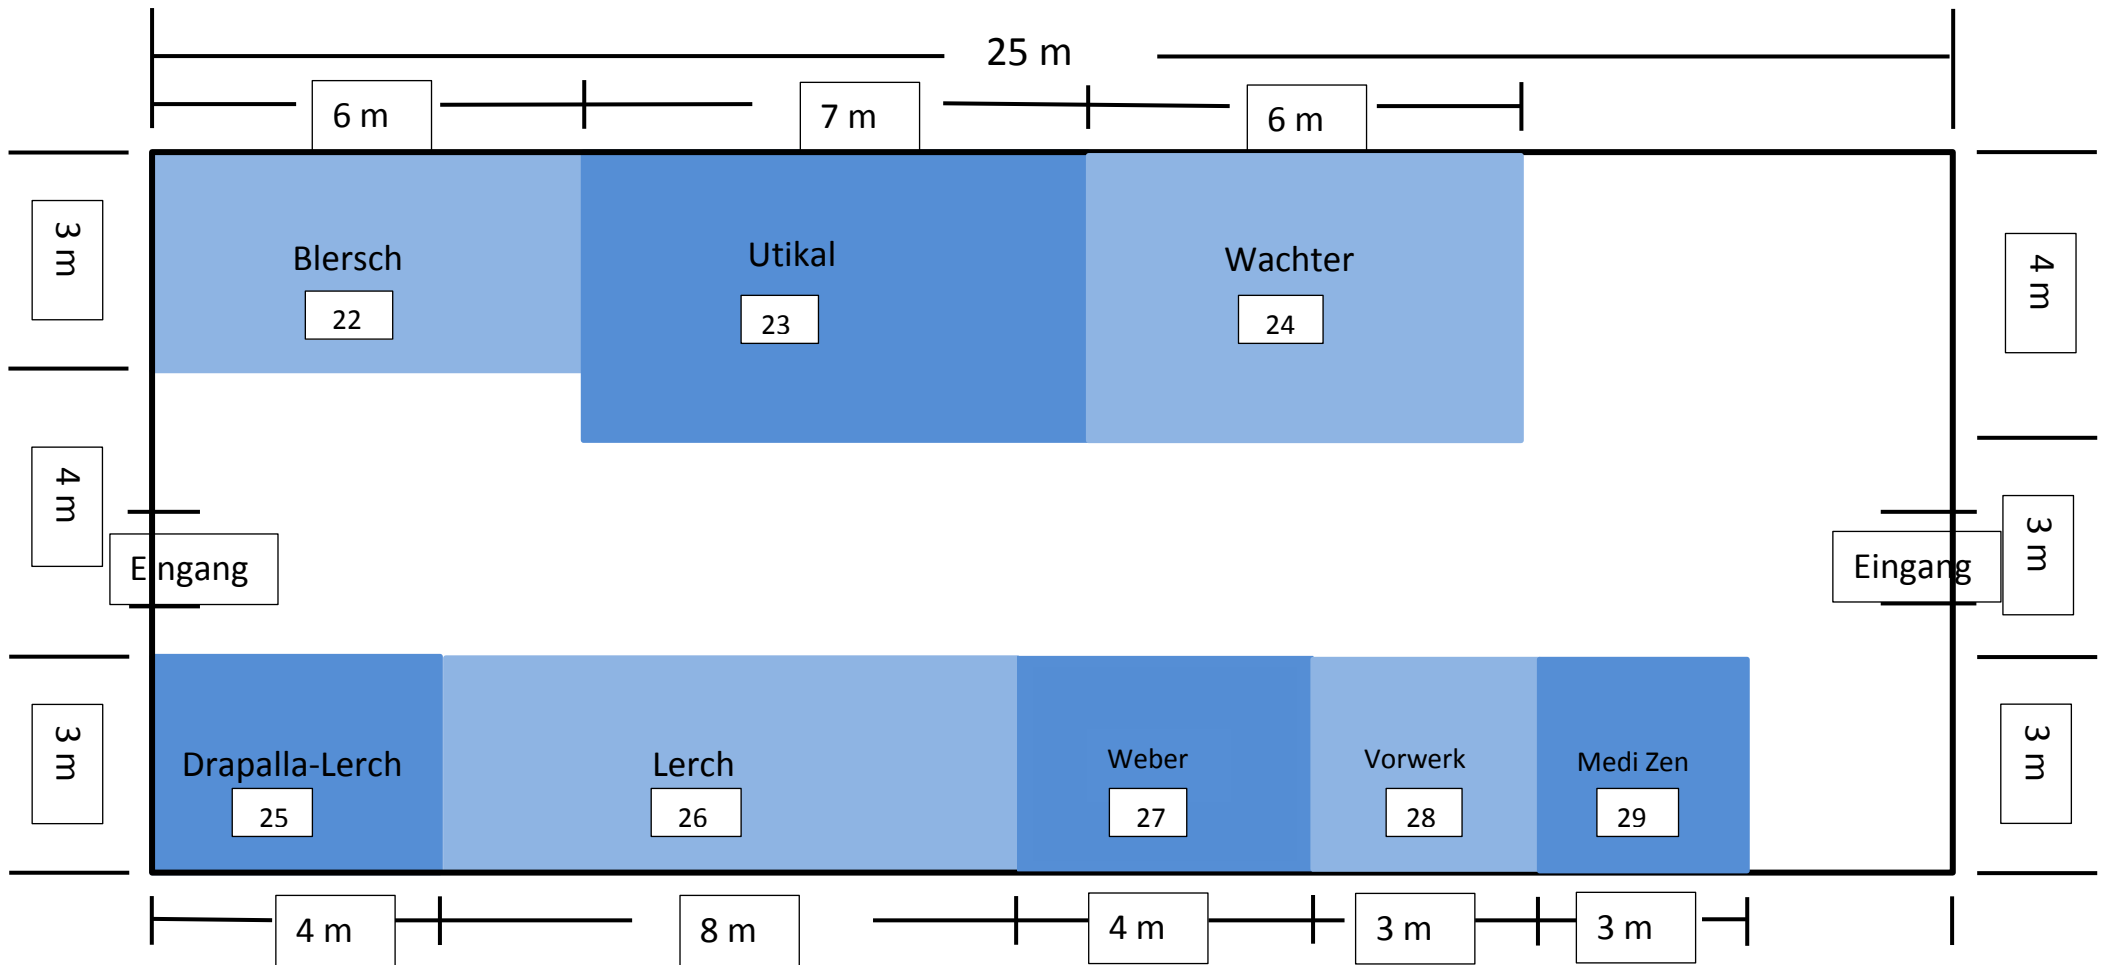 25 m
6 m
7 m
6 m
3 m
Blersch
22
Utikal
23
Wachter
24
4 m
4 m
Eingang
Eingang
3 m
3 m
Drapalla-Lerch
25
Lerch
26
Weber
27
Vorwerk
28
Medi Zen
29
3 m
4 m
8 m
4 m
3 m
3 m